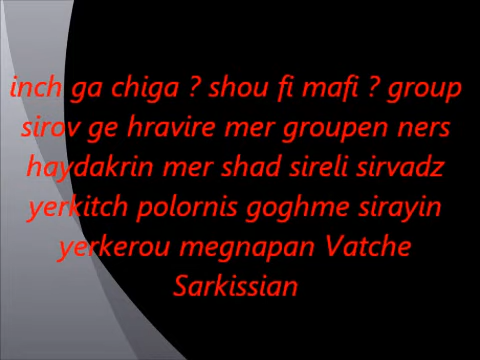 inch ga chiga ? shou fi mafi ? group
sirov ge hravire mer groupen ners
haydakrin mer shad sireli sirvadz
yerkitch polornis goghme sirayin
yerkerou megnapan Vatche
Sarkissian